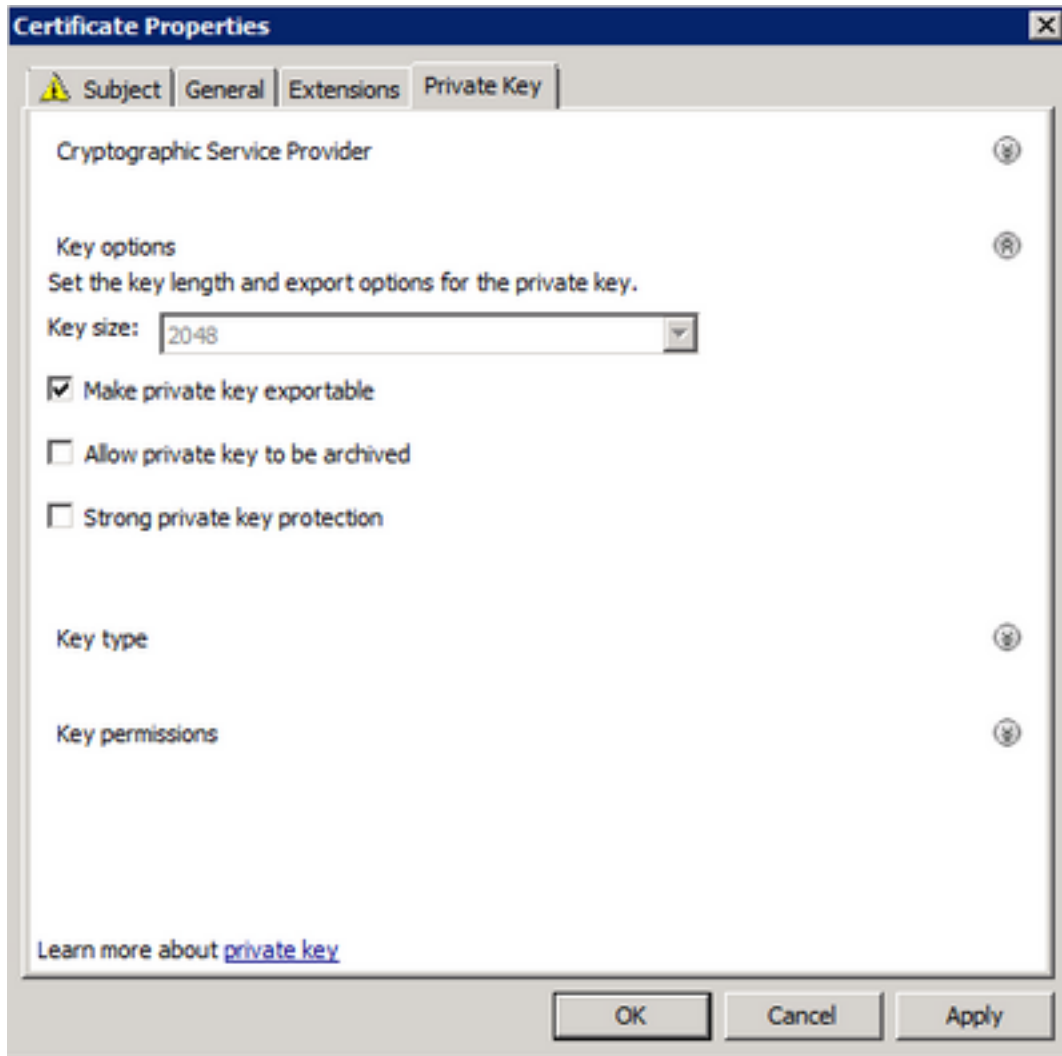 Certificate Properties
Subject General Extensions Private Key
Cryptographic Service Provider
Key options
Set the key length and export options for the private key.
Key size: 2048
Make private key exportable
Allow private key to be archived
Strong private key protection
Key type
Key permissions
Learn more about private key
OK Cancel Apply